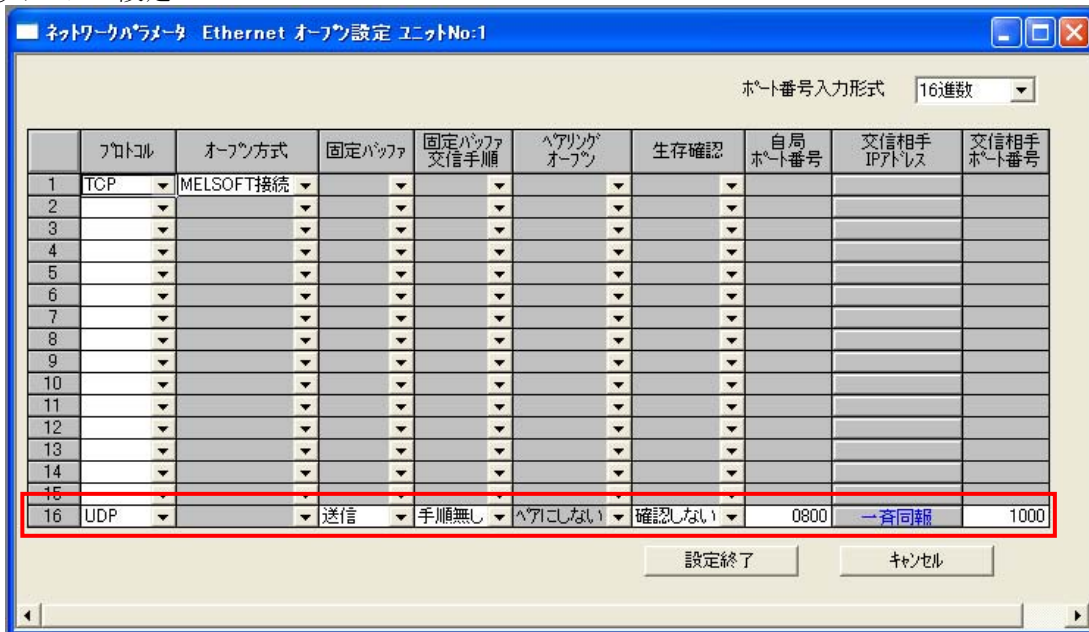 ネットワークパラメータ Ethernet オープン設定 ユニットNo:1
ポート番号入力形式 16進数
プロトコル オープン方式 固定バッファ 固定バッファ交信手順 ペアリングオープン 生存確認 自局ポート番号 交信相手IPアドレス 交信相手ポート番号
1 TCP MELSOFT接続
2
3
4
5
6
7
8
9
10
11
12
13
14
15
16 UDP 送信 手順無し ペアにしない 確認しない 0800 一斉同報 1000
設定終了 キャンセル